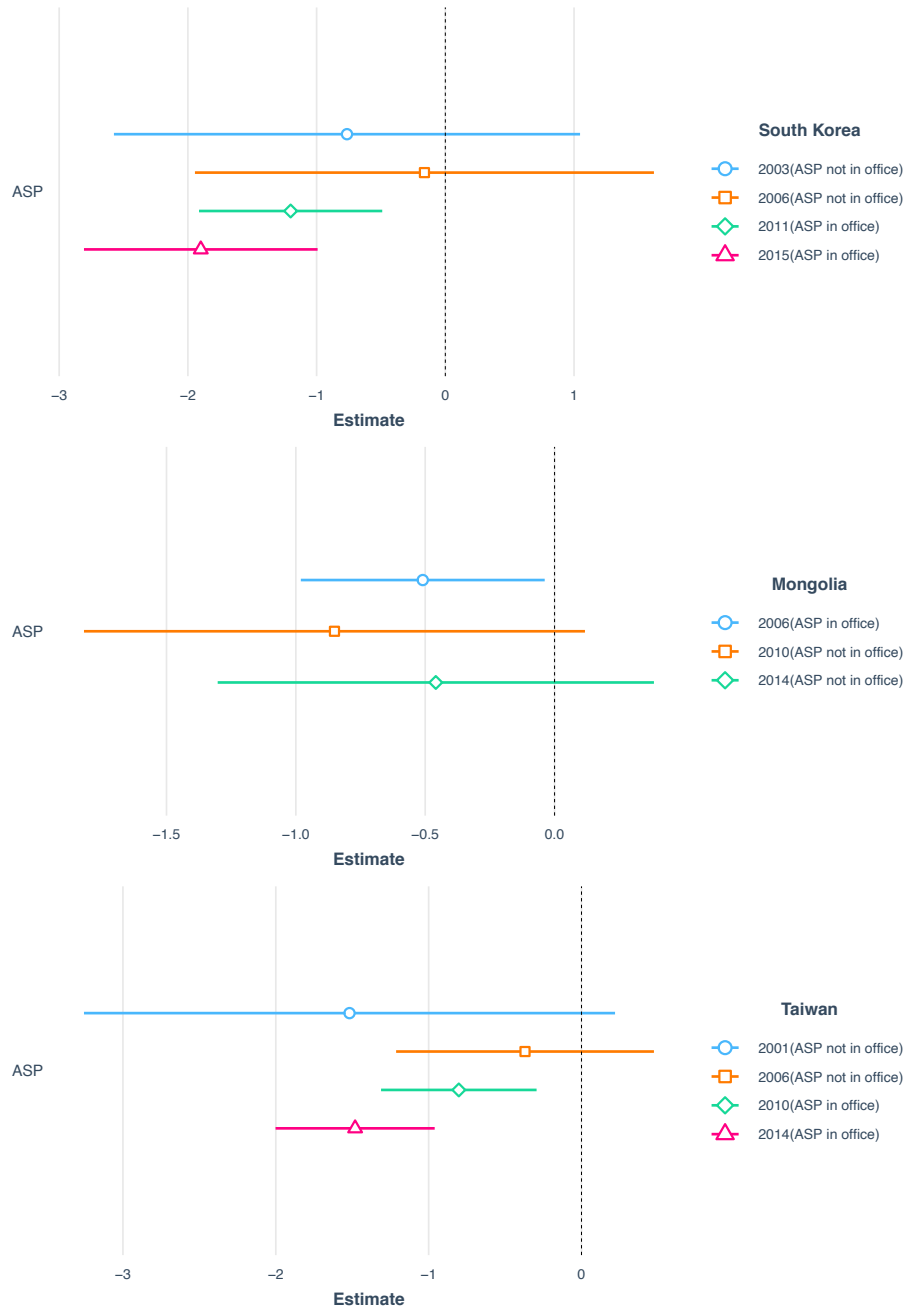 South Korea
2003(ASP not in office)
2006(ASP not in office)
ASP
2011(ASP in office)
2015(ASP in office)
−3 −2 −1 0 1
Estimate
Mongolia
2006(ASP in office)
ASP
2010(ASP not in office)
2014(ASP not in office)
−1.5 −1.0 −0.5 0.0
Estimate
Taiwan
2001(ASP not in office)
ASP
2006(ASP not in office)
2010(ASP in office)
2014(ASP in office)
−3 −2 −1 0
Estimate